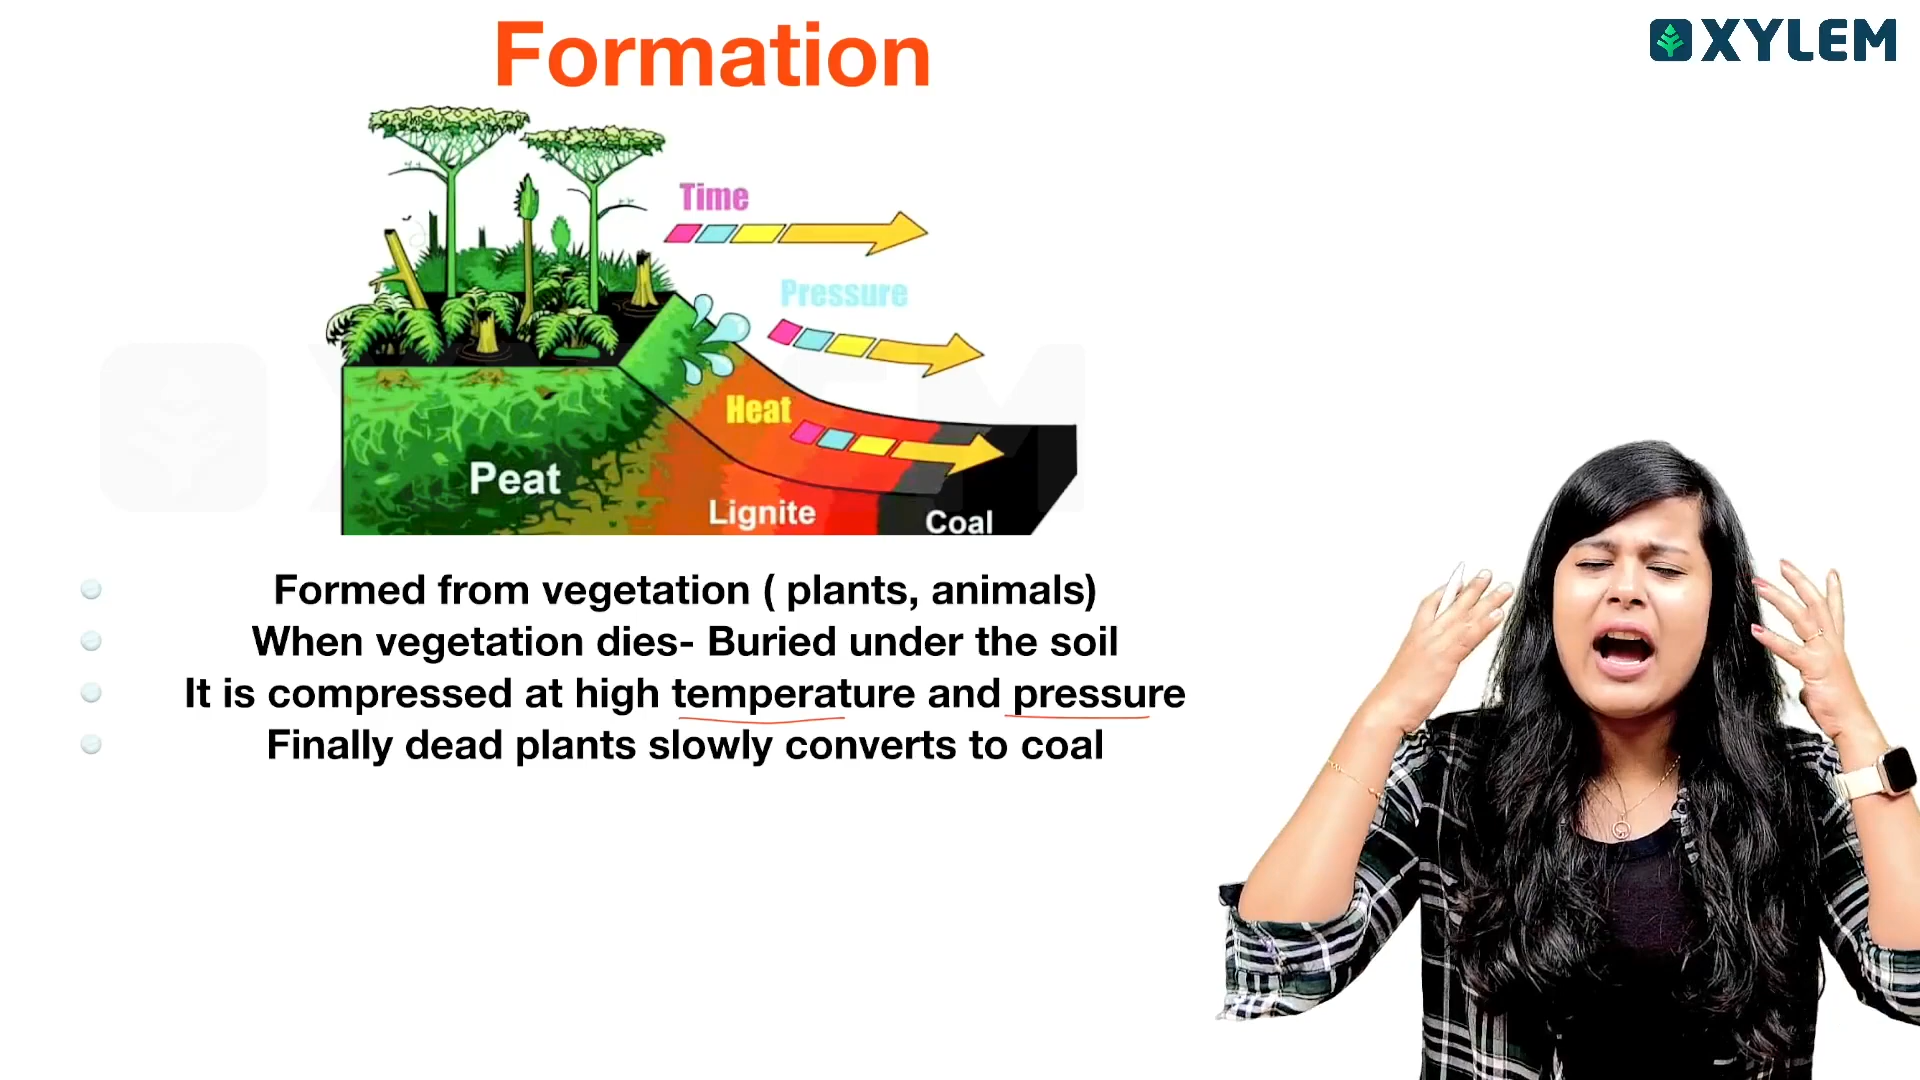 Formation
XYLEM
Time
Pressure
Heat
Peat
Lignite
Coal
Formed from vegetation ( plants, animals)
When vegetation dies- Buried under the soil
It is compressed at high temperature and pressure
Finally dead plants slowly converts to coal